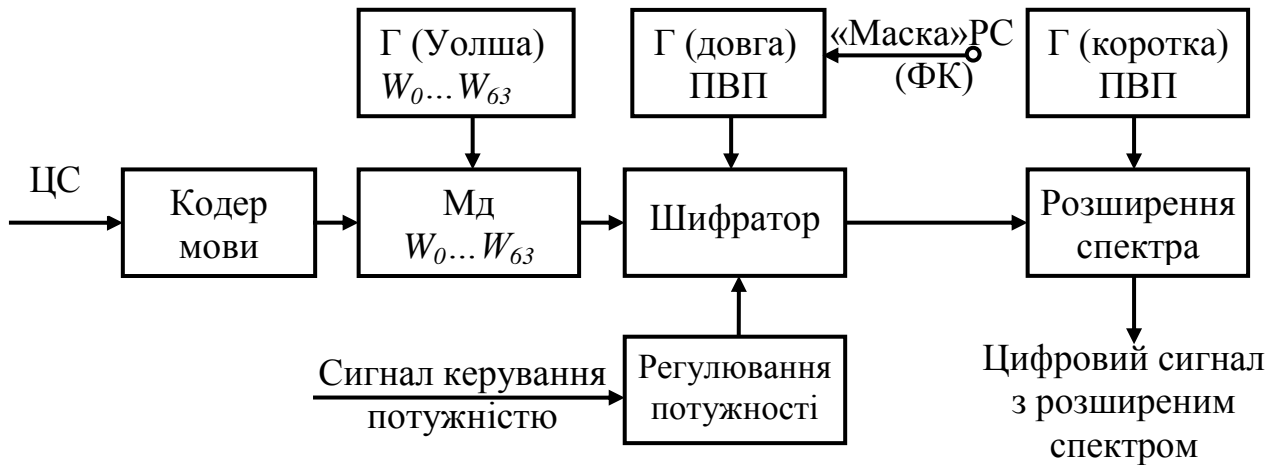 Г (Уолша)
W0… W63
Г (довга)
ПВП
«Маска»РС
(ФК)
Г (коротка)
ПВП
ЦС
Кодер
мови
Мд
W0… W63
Шифратор
Розширення
спектра
Сигнал керування
потужністю
Регулювання
потужності
Цифровий сигнал
з розширеним
спектром